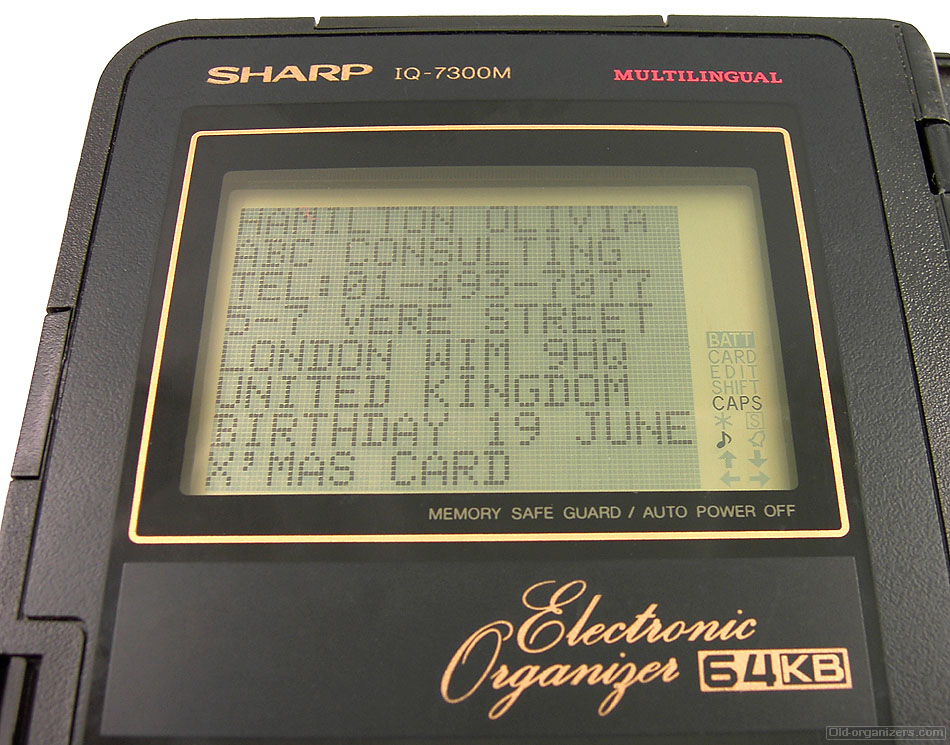 SHARP IQ-7300M MULTILINGUAL
HAMILTON OLIVIA
ABC CONSULTING
TEL:01-493-7077
5-7 VERE STREET
LONDON WIM 9HQ
UNITED KINGDOM
BIRTHDAY 19 JUNE
X'MAS CARD
BATT
CARD
EDIT
SHIFT
CAPS
S
MEMORY SAFE GUARD / AUTO POWER OFF
Electronic
Organizer 64KB
Old-organizers.com